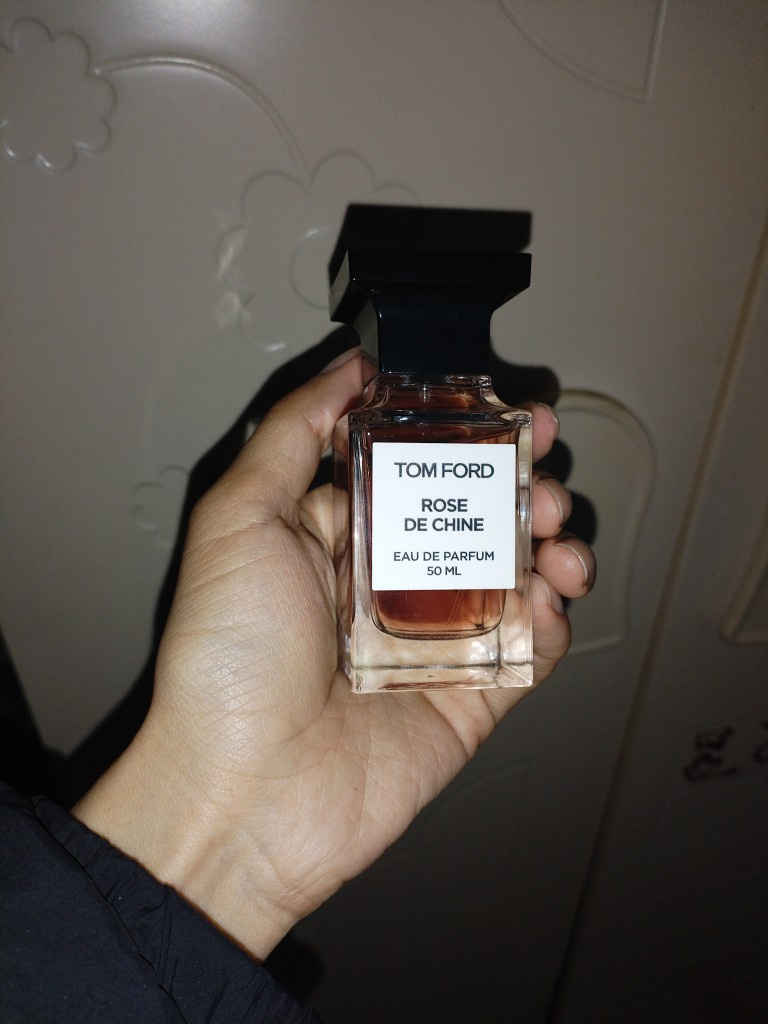 TOM FORD
ROSE
DE CHINE
EAU DE PARFUM
50 ML